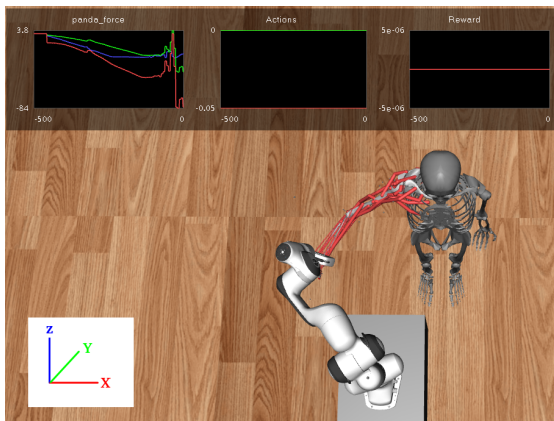 panda_force
Actions
Reward
3.8
-84
-500
0
0
-0.05
-500
0
5e-06
-5e-06
-500
0
Z
Y
X